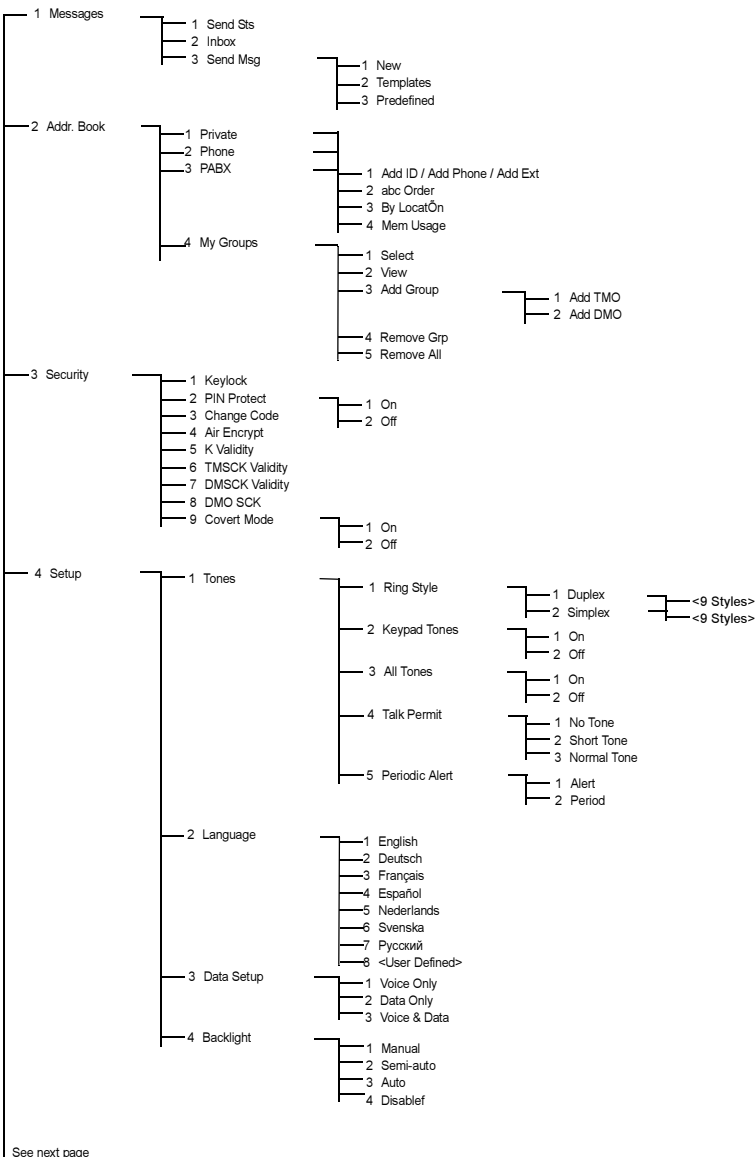 1 Messages
1 Send Sts
2 Inbox
3 Send Msg
1 New
2 Templates
3 Predefined
2 Addr. Book
1 Private
2 Phone
3 PABX
1 Add ID / Add Phone / Add Ext
2 abc Order
3 By LocatÕn
4 Mem Usage
4 My Groups
1 Select
2 View
3 Add Group
1 Add TMO
2 Add DMO
4 Remove Grp
5 Remove All
3 Security
1 Keylock
2 PIN Protect
1 On
2 Off
3 Change Code
4 Air Encrypt
5 K Validity
6 TMSCK Validity
7 DMSCK Validity
8 DMO SCK
9 Covert Mode
1 On
2 Off
4 Setup
1 Tones
1 Ring Style
1 Duplex
<9 Styles>
2 Simplex
<9 Styles>
2 Keypad Tones
1 On
2 Off
3 All Tones
1 On
2 Off
4 Talk Permit
1 No Tone
2 Short Tone
3 Normal Tone
5 Periodic Alert
1 Alert
2 Period
2 Language
1 English
2 Deutsch
3 Français
4 Español
5 Nederlands
6 Svenska
7 Русский
8 <User Defined>
3 Data Setup
1 Voice Only
2 Data Only
3 Voice & Data
4 Backlight
1 Manual
2 Semi-auto
3 Auto
4 Disablef
See next page